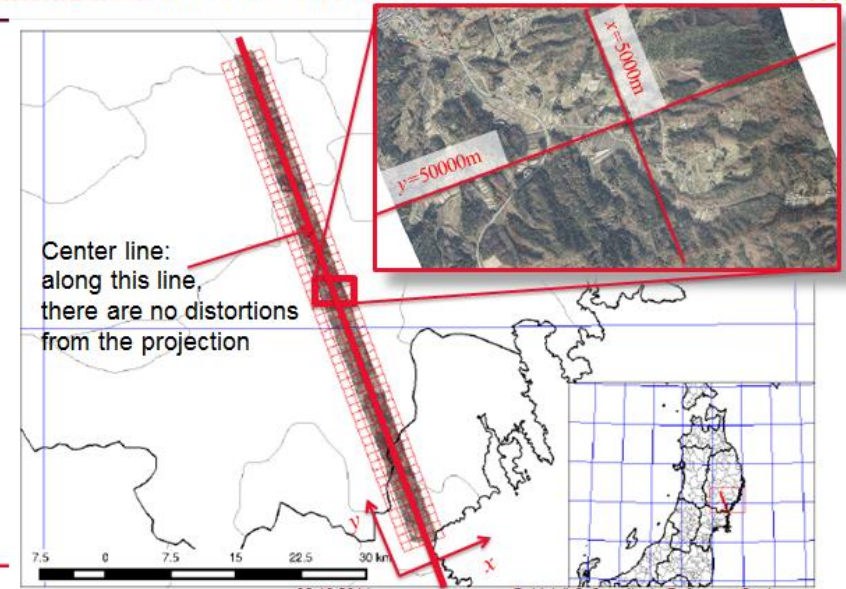 x=5000m
y=50000m
Center line:
along this line,
there are no distortions
from the projection
y
x
7.5 0 7.5 15 22.5 30 km